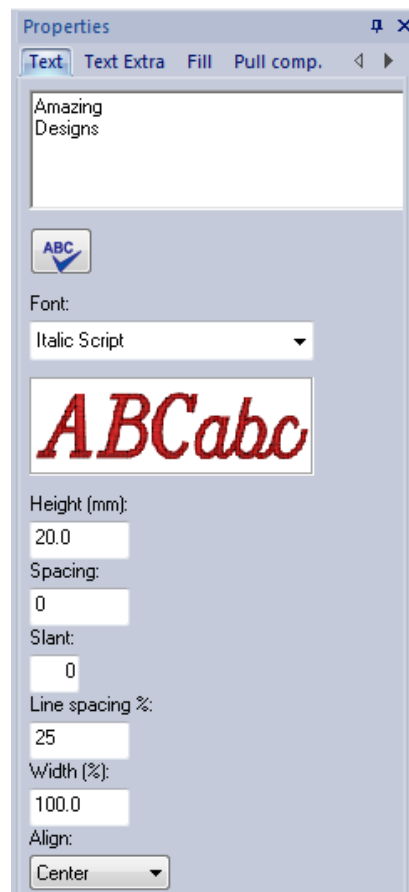 Properties
Text Text Extra Fill Pull comp.
Amazing
Designs
ABC
Font:
Italic Script
ABCabc
Height (mm):
20.0
Spacing:
0
Slant:
0
Line spacing %:
25
Width (%):
100.0
Align:
Center